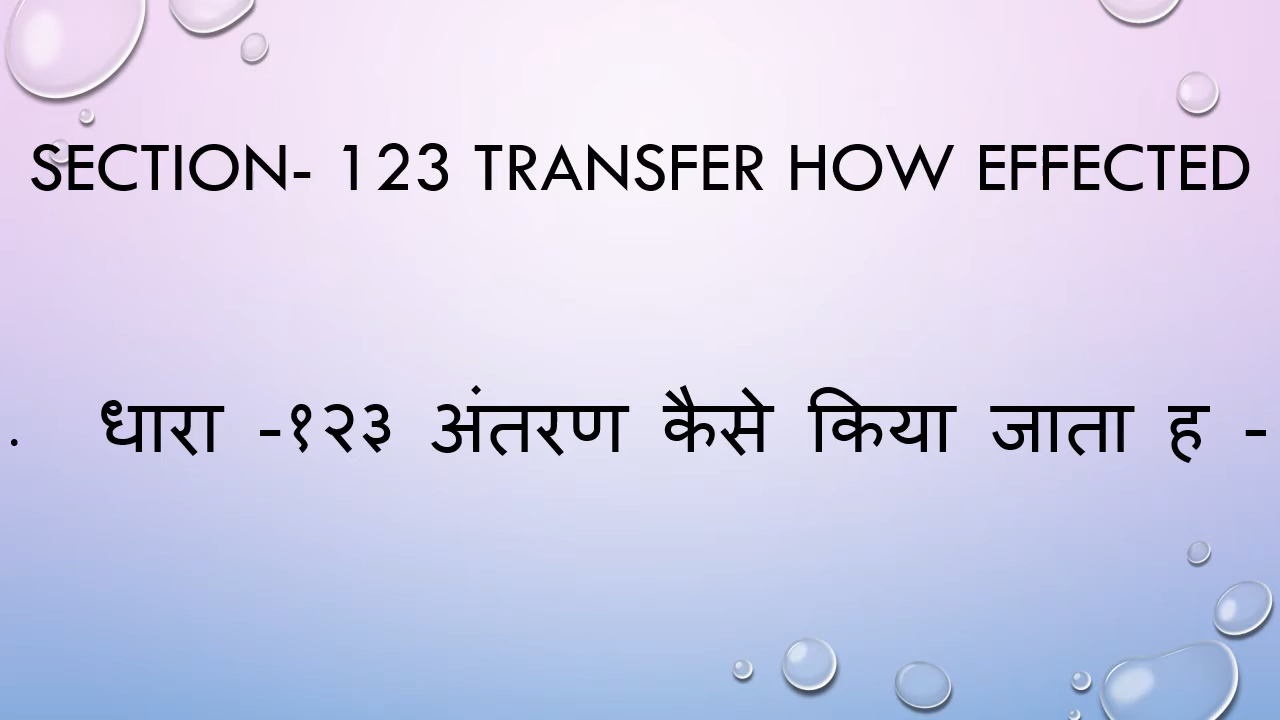 SECTION- 123 TRANSFER HOW EFFECTED
. धारा -१२३ अंतरण कैसे किया जाता ह -